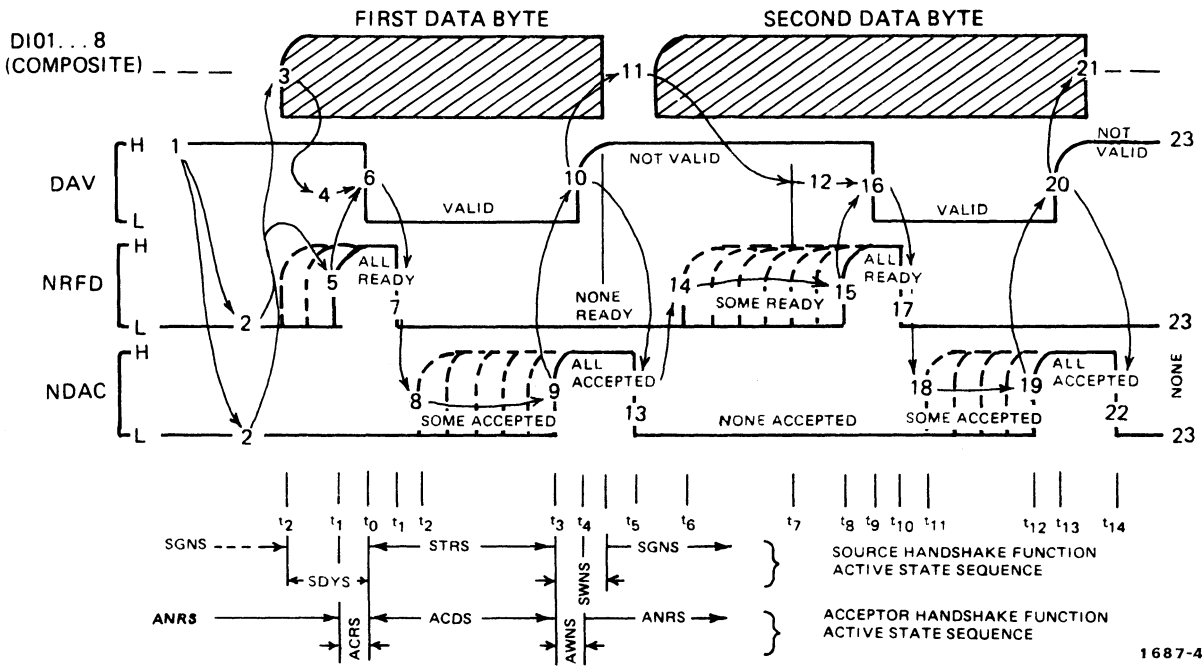 FIRST DATA BYTE
SECOND DATA BYTE
DI01...8
(COMPOSITE)
3
11
21
DAV
H
L
1
4
6
VALID
10
NOT VALID
12
16
VALID
20
NOT
VALID
23
NRFD
H
L
2
5
ALL
READY
7
NONE
READY
14
SOME READY
15
ALL
READY
17
23
NDAC
H
L
2
8
SOME ACCEPTED
9
ALL
ACCEPTED
13
NONE ACCEPTED
18
SOME ACCEPTED
19
ALL
ACCEPTED
22
NONE
23
t2 t1 t0 t1 t2 t3 t4 t5 t6 t7 t8 t9 t10 t11 t12 t13 t14
SGNS STRS SGNS
SDYS SWNS
SOURCE HANDSHAKE FUNCTION
ACTIVE STATE SEQUENCE
ANRS ACDS ANRS
ACRS AWNS
ACCEPTOR HANDSHAKE FUNCTION
ACTIVE STATE SEQUENCE
1687-4